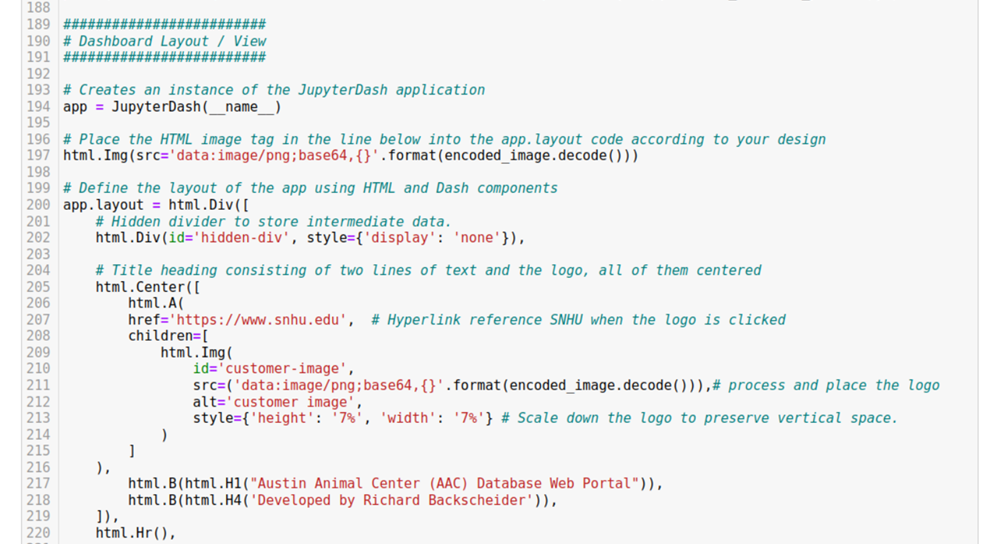 188
189 #########################
190 # Dashboard Layout / View
191 #########################
192
193 # Creates an instance of the JupyterDash application
194 app = JupyterDash(__name__)
195
196 # Place the HTML image tag in the line below into the app.layout code according to your design
197 html.Img(src='data:image/png;base64,{}'.format(encoded_image.decode()))
198
199 # Define the layout of the app using HTML and Dash components
200 app.layout = html.Div([
201     # Hidden divider to store intermediate data.
202     html.Div(id='hidden-div', style={'display': 'none'}),
203
204     # Title heading consisting of two lines of text and the logo, all of them centered
205     html.Center([
206         html.A(
207         href='https://www.snhu.edu',  # Hyperlink reference SNHU when the logo is clicked
208         children=[
209             html.Img(
210                 id='customer-image',
211                 src=('data:image/png;base64,{}'.format(encoded_image.decode())),# process and place the logo
212                 alt='customer image',
213                 style={'height': '7%', 'width': '7%'} # Scale down the logo to preserve vertical space.
214             )
215         ]
216     ),
217         html.B(html.H1("Austin Animal Center (AAC) Database Web Portal")),
218         html.B(html.H4('Developed by Richard Backscheider')),
219     ]),
220     html.Hr(),